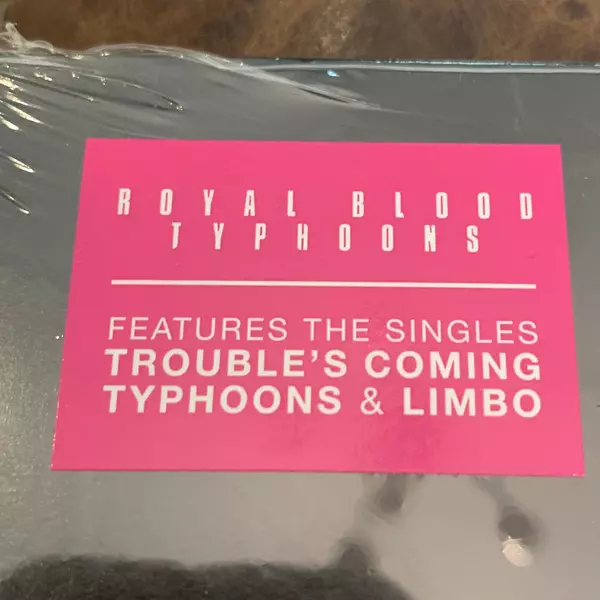 ROYAL BLOOD
TYPHOONS
FEATURES THE SINGLES
TROUBLE'S COMING
TYPHOONS & LIMBO